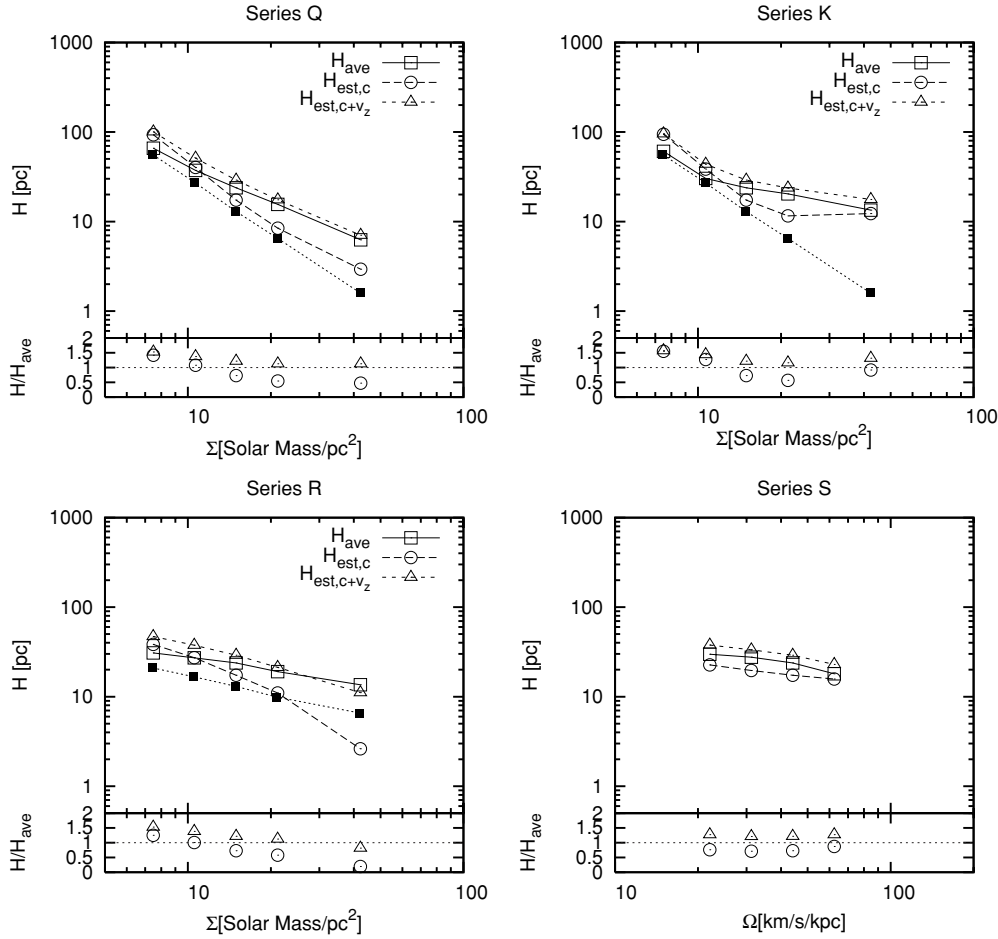 Series Q
1000
100
10
1
H [pc]
H_ave
H_est,c
H_est,c+v_z
2
1.5
1
0.5
0
H/H_ave
10
100
Σ[Solar Mass/pc²]
Series K
1000
100
10
1
H [pc]
H_ave
H_est,c
H_est,c+v_z
2
1.5
1
0.5
0
H/H_ave
10
100
Σ[Solar Mass/pc²]
Series R
1000
100
10
1
H [pc]
H_ave
H_est,c
H_est,c+v_z
2
1.5
1
0.5
0
H/H_ave
10
100
Σ[Solar Mass/pc²]
Series S
1000
100
10
1
H [pc]
2
1.5
1
0.5
0
H/H_ave
10
100
Ω[km/s/kpc]